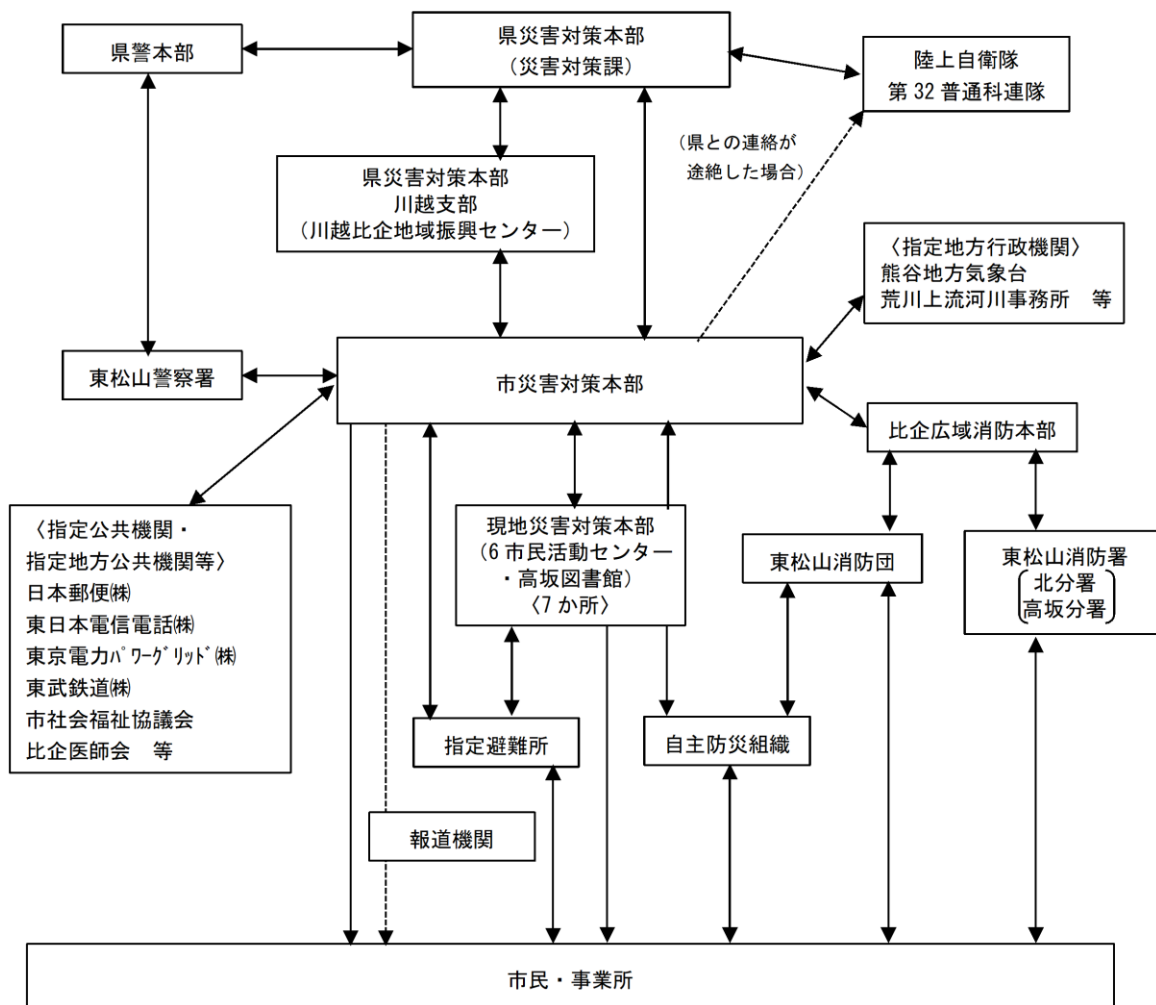 県警本部
県災害対策本部
（災害対策課）
陸上自衛隊
第32普通科連隊
（県との連絡が
途絶した場合）
県災害対策本部
川越支部
（川越比企地域振興センター）
〈指定地方行政機関〉
熊谷地方気象台
荒川上流河川事務所　等
東松山警察署
市災害対策本部
比企広域消防本部
〈指定公共機関・
指定地方公共機関等〉
日本郵便㈱
東日本電信電話㈱
東京電力ﾊﾟﾜｰｸﾞﾘｯﾄﾞ㈱
東武鉄道㈱
市社会福祉協議会
比企医師会　等
現地災害対策本部
（6市民活動センター
・高坂図書館）
〈7か所〉
東松山消防団
東松山消防署
北分署
高坂分署
指定避難所
自主防災組織
報道機関
市民・事業所